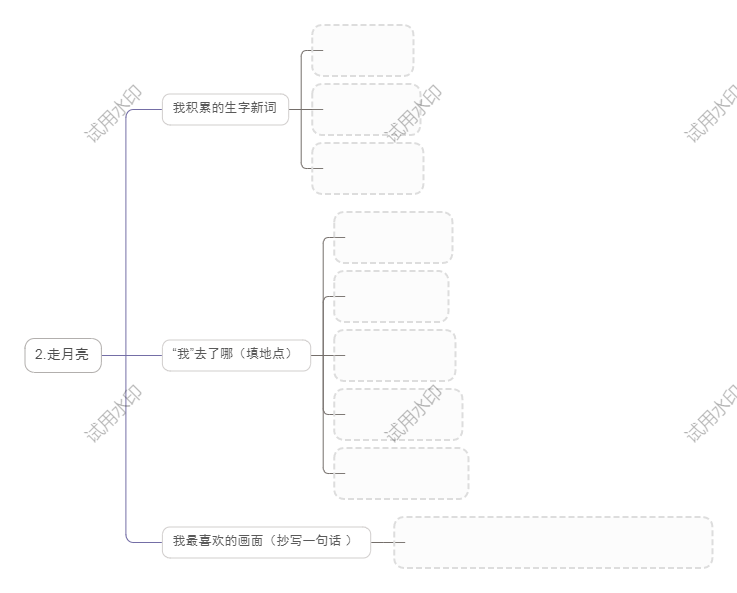 试用水印
试用水印
试用水印
我积累的生字新词
2.走月亮
“我”去了哪（填地点）
试用水印
试用水印
试用水印
我最喜欢的画面（抄写一句话 ）